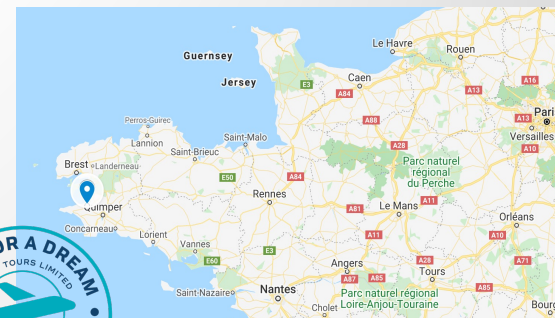 Guernsey
Jersey
Le Havre
Rouen
Caen
E3
A84
A13
A16
A88
Pari
A13
Versailles
A10
Perros-Guirec
Lannion
Saint-Brieuc
Saint-Malo
A28
Parc naturel
régional
du Perche
Brest
Landerneau
E50
A84
Rennes
A81
Le Mans
A11
Orléans
Quimper
Concarneau
Lorient
Vannes
E3
A11
A10
E60
Angers
A28
A71
Tours
A87
A85
A85
Saint-Nazaire
Nantes
Cholet
Parc naturel régional
Loire-Anjou-Touraine
Bourg
UR A DREAM
TOURS LIMITED